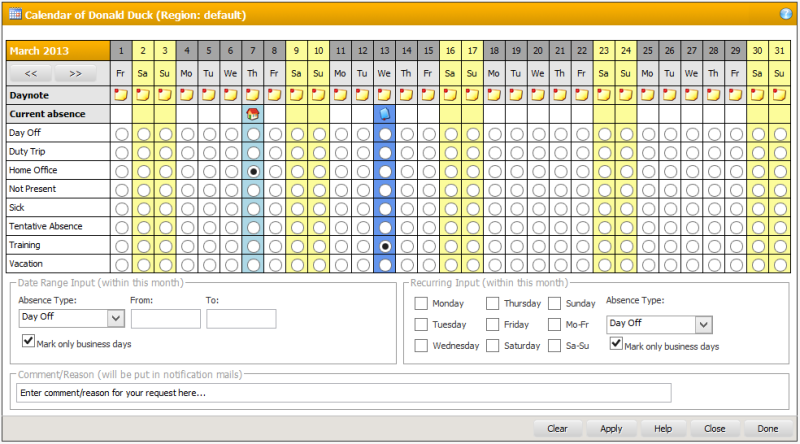 Calendar of Donald Duck (Region: default)
March 2013 1 2 3 4 5 6 7 8 9 10 11 12 13 14 15 16 17 18 19 20 21 22 23 24 25 26 27 28 29 30 31
<< >> Fr Sa Su Mo Tu We Th Fr Sa Su Mo Tu We Th Fr Sa Su Mo Tu We Th Fr Sa Su Mo Tu We Th Fr Sa Su
Daynote
Current absence
Day Off
Duty Trip
Home Office
Not Present
Sick
Tentative Absence
Training
Vacation
Date Range Input (within this month)
Absence Type: From: To:
Day Off
Mark only business days
Recurring Input (within this month)
Monday Thursday Sunday Absence Type:
Tuesday Friday Mo-Fr Day Off
Wednesday Saturday Sa-Su Mark only business days
Comment/Reason (will be put in notification mails)
Enter comment/reason for your request here...
Clear Apply Help Close Done